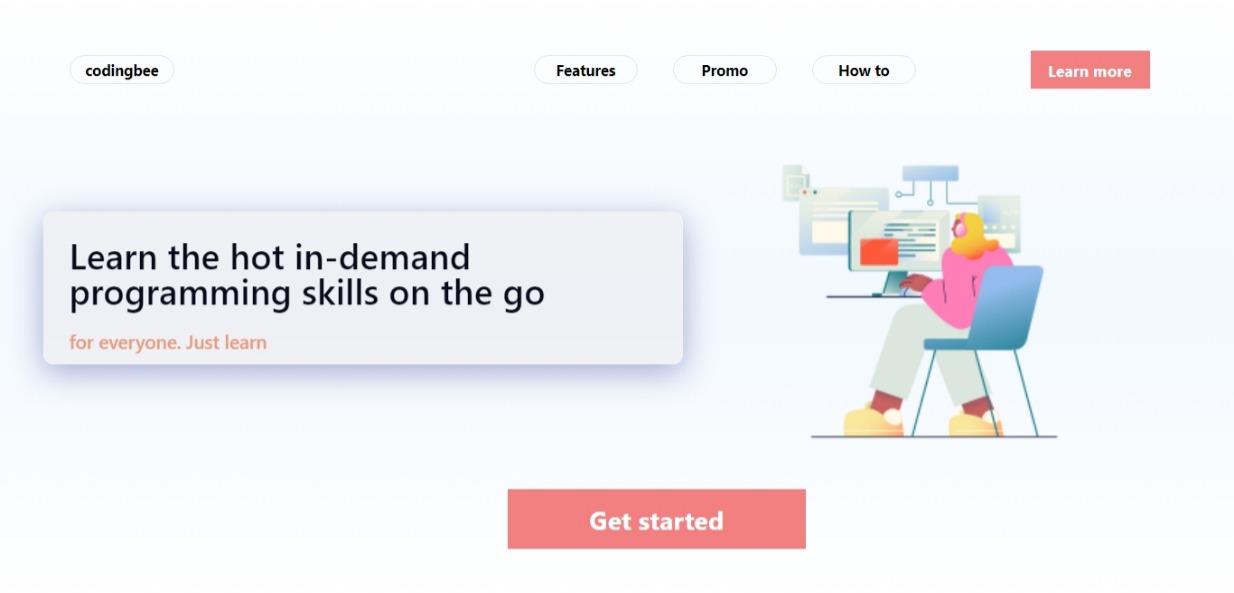 codingbee
Features
Promo
How to
Learn more
Learn the hot in-demand
programming skills on the go
for everyone. Just learn
Get started